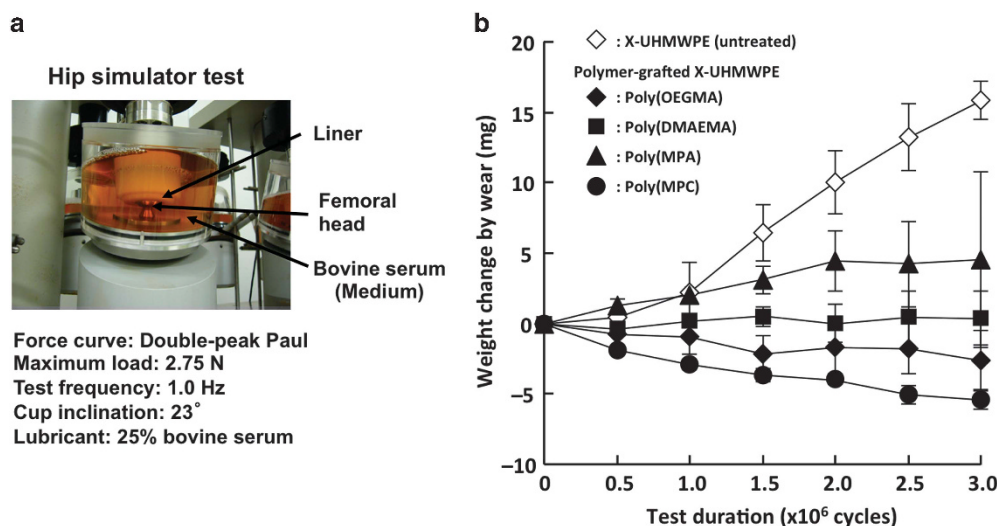 a
Hip simulator test
Liner
Femoral
head
Bovine serum
(Medium)
Force curve: Double-peak Paul
Maximum load: 2.75 N
Test frequency: 1.0 Hz
Cup inclination: 23°
Lubricant: 25% bovine serum
b
Weight change by wear (mg)
20
15
10
5
0
−5
−10
: X-UHMWPE (untreated)
Polymer-grafted X-UHMWPE
: Poly(OEGMA)
: Poly(DMAEMA)
: Poly(MPA)
: Poly(MPC)
0 0.5 1.0 1.5 2.0 2.5 3.0
Test duration (x10⁶ cycles)